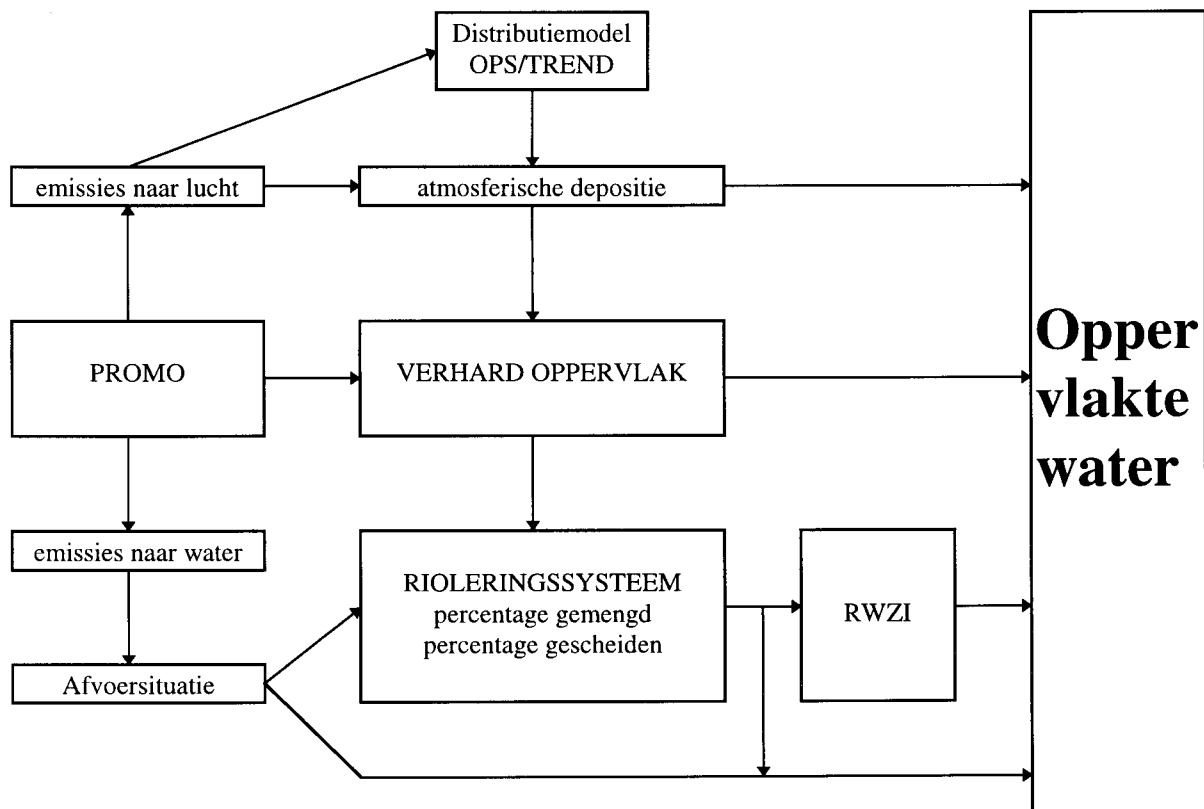 Distributiemodel
OPS/TREND
emissies naar lucht
atmosferische depositie
PROMO
VERHARD OPPERVLAK
Opper
vlakte
water
emissies naar water
RIOLERINGSSYSTEEM
percentage gemengd
percentage gescheiden
RWZI
Afvoersituatie